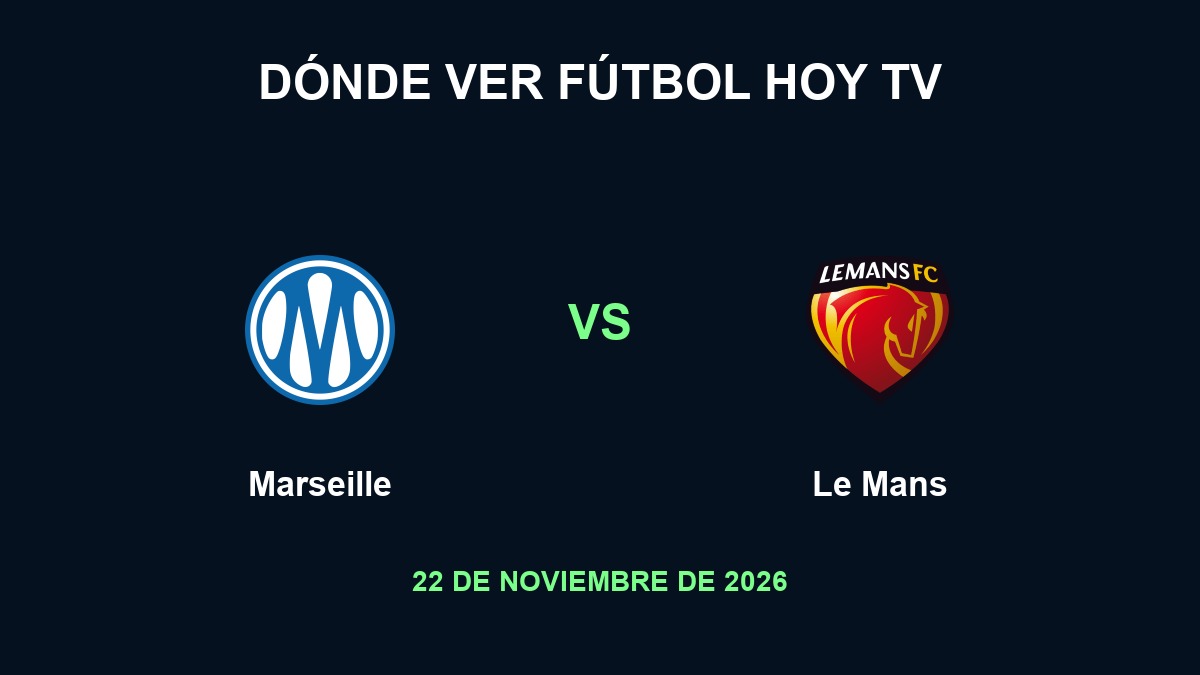 DÓNDE VER FÚTBOL HOY TV
LEMANS FC
VS
Marseille
Le Mans
22 DE NOVIEMBRE DE 2026